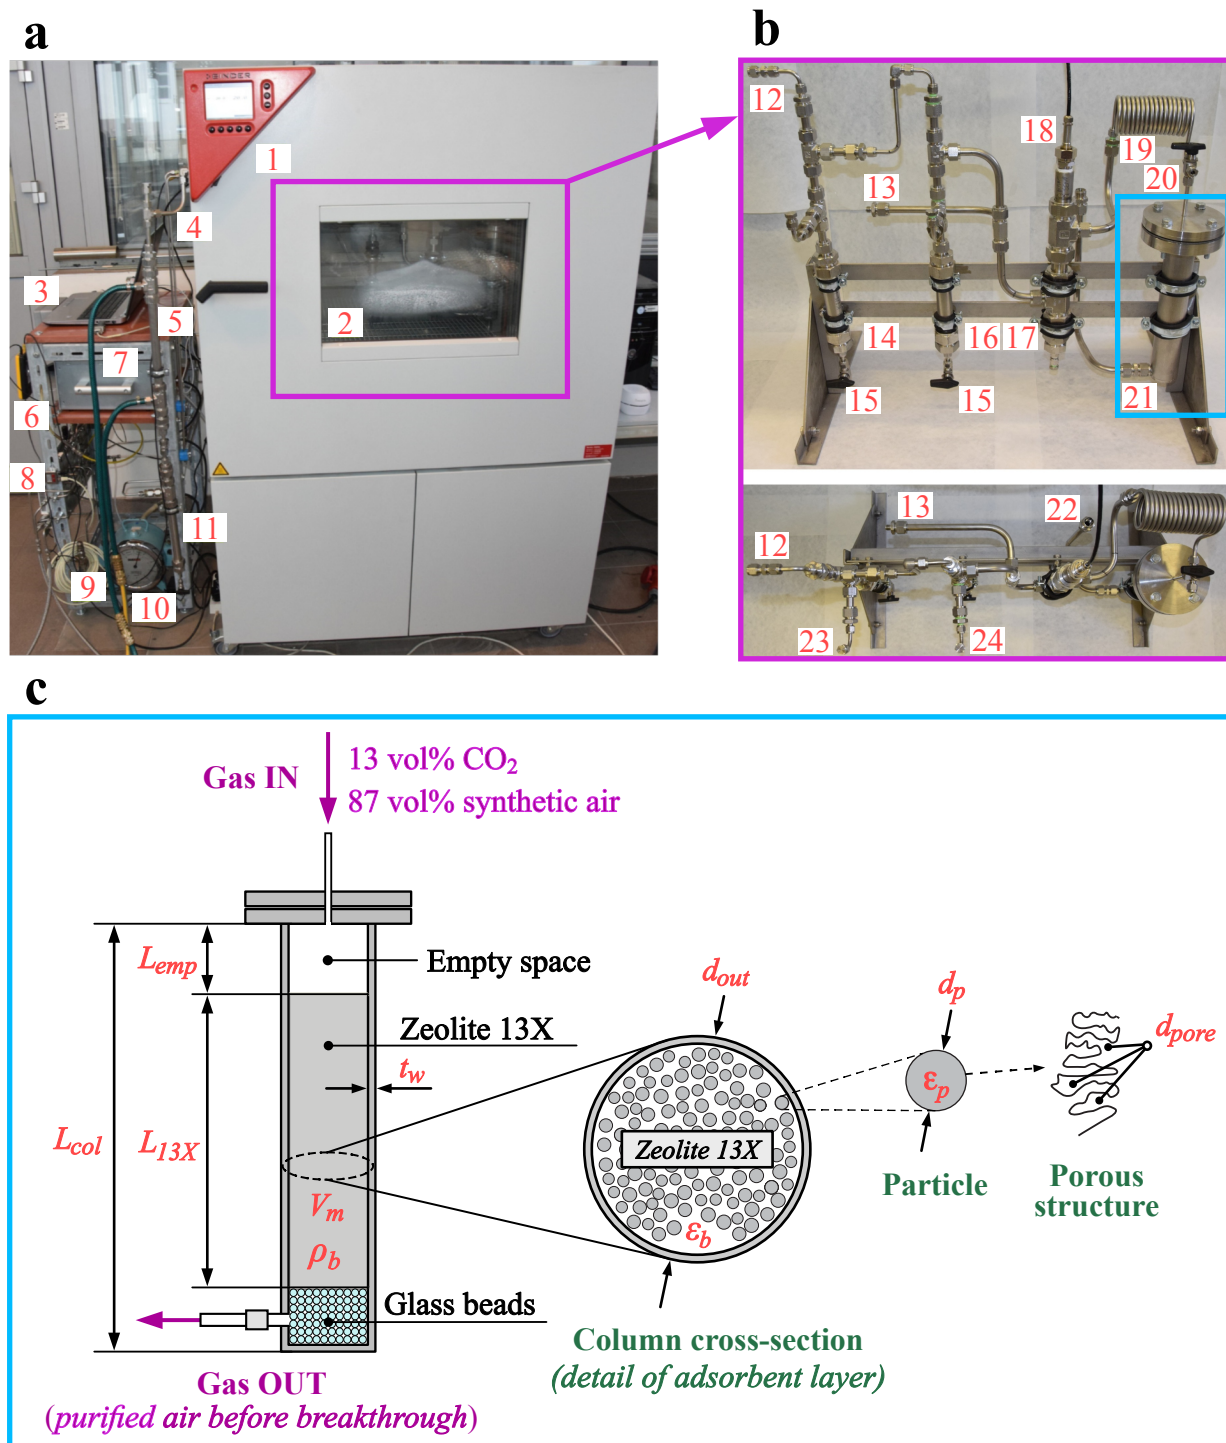 a
b
BINDER
1
2
3
4
5
6
7
8
9
10
11
12
13
14
15
15
16
17
18
19
20
21
12
13
22
23
24
c
Gas IN
13 vol% CO2
87 vol% synthetic air
Lemp
Empty space
Zeolite 13X
tw
Lcol
L13X
Vm
ρb
Glass beads
Gas OUT
(purified air before breakthrough)
dout
Zeolite 13X
εb
Column cross-section
(detail of adsorbent layer)
dp
εp
Particle
dpore
Porous
structure